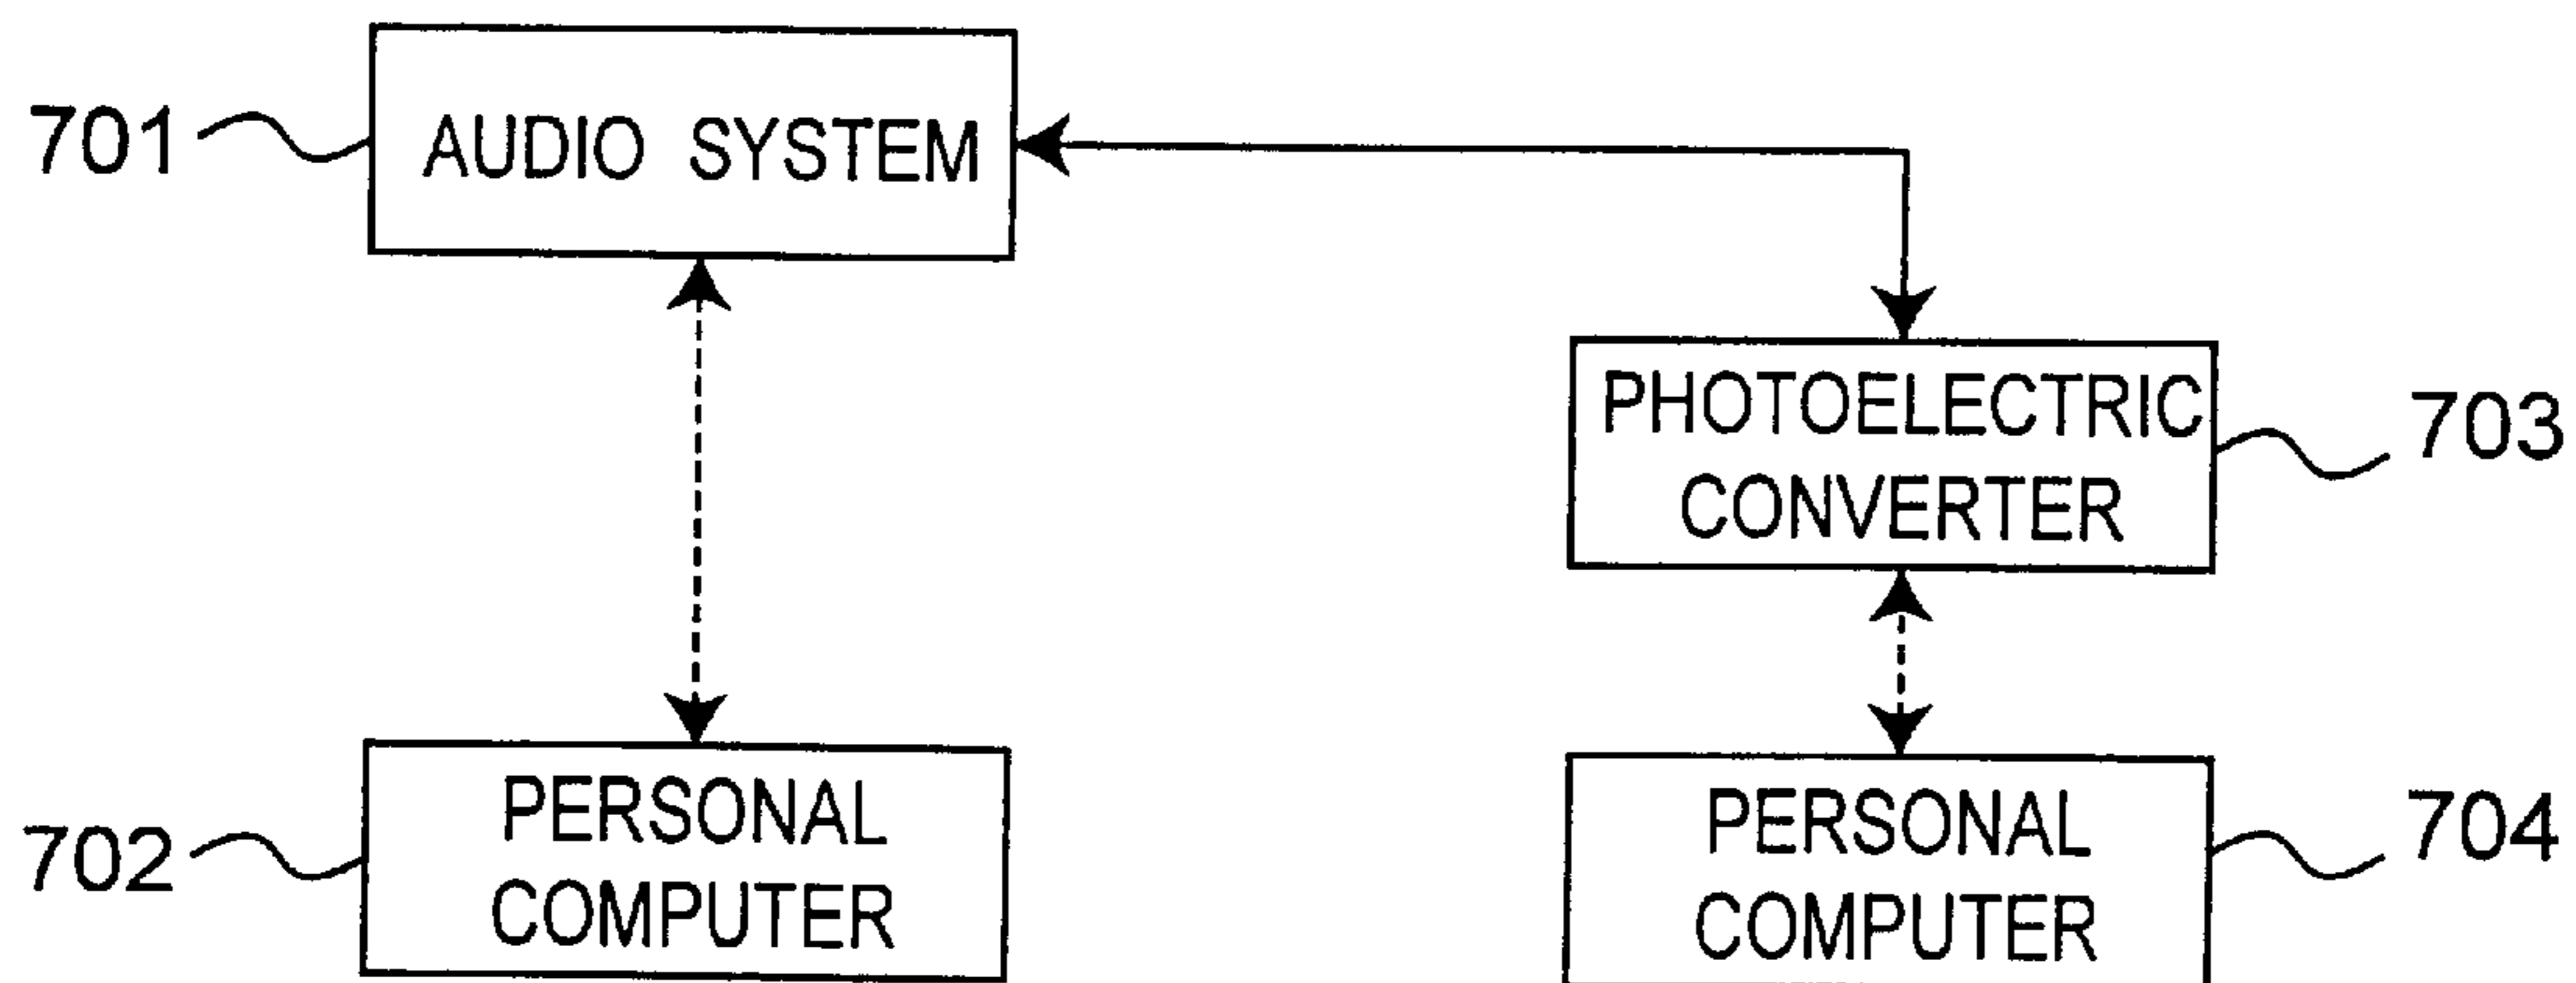 701
AUDIO SYSTEM
PHOTOELECTRIC
CONVERTER
703
702
PERSONAL
COMPUTER
PERSONAL
COMPUTER
704